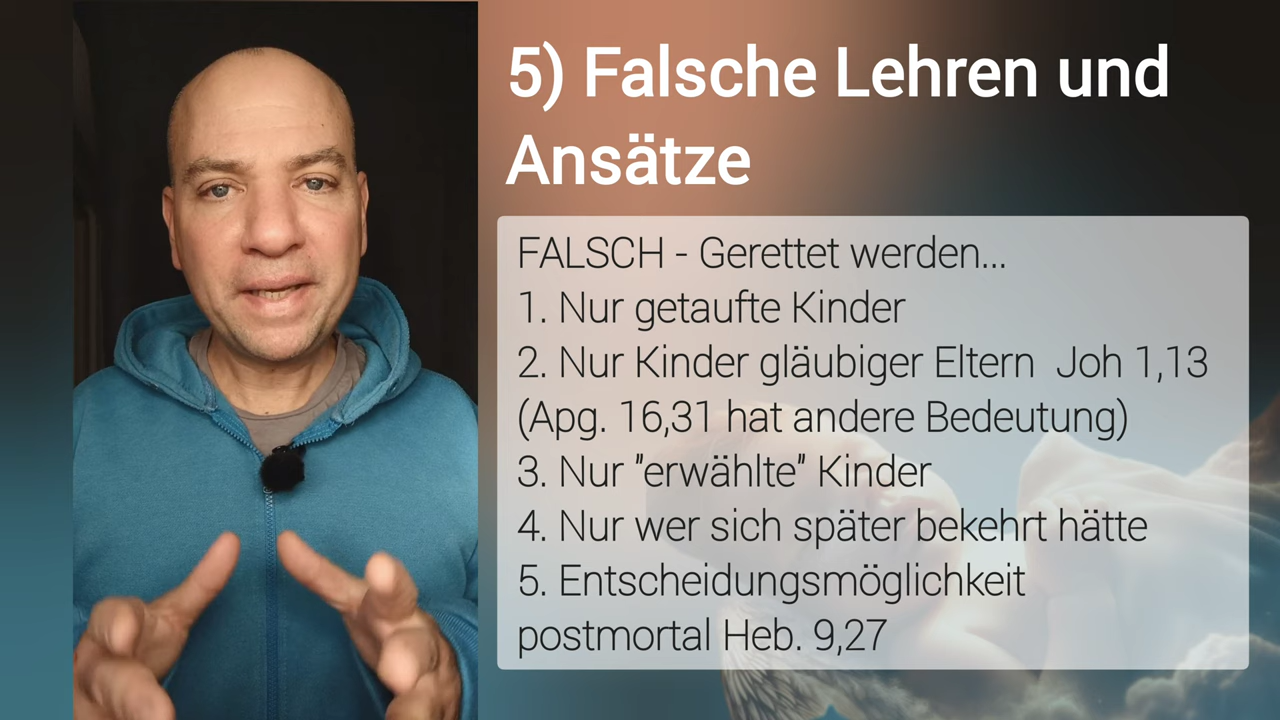 5) Falsche Lehren und
Ansätze
FALSCH - Gerettet werden...
1. Nur getaufte Kinder
2. Nur Kinder gläubiger Eltern  Joh 1,13
(Apg. 16,31 hat andere Bedeutung)
3. Nur "erwählte" Kinder
4. Nur wer sich später bekehrt hätte
5. Entscheidungsmöglichkeit
postmortal Heb. 9,27